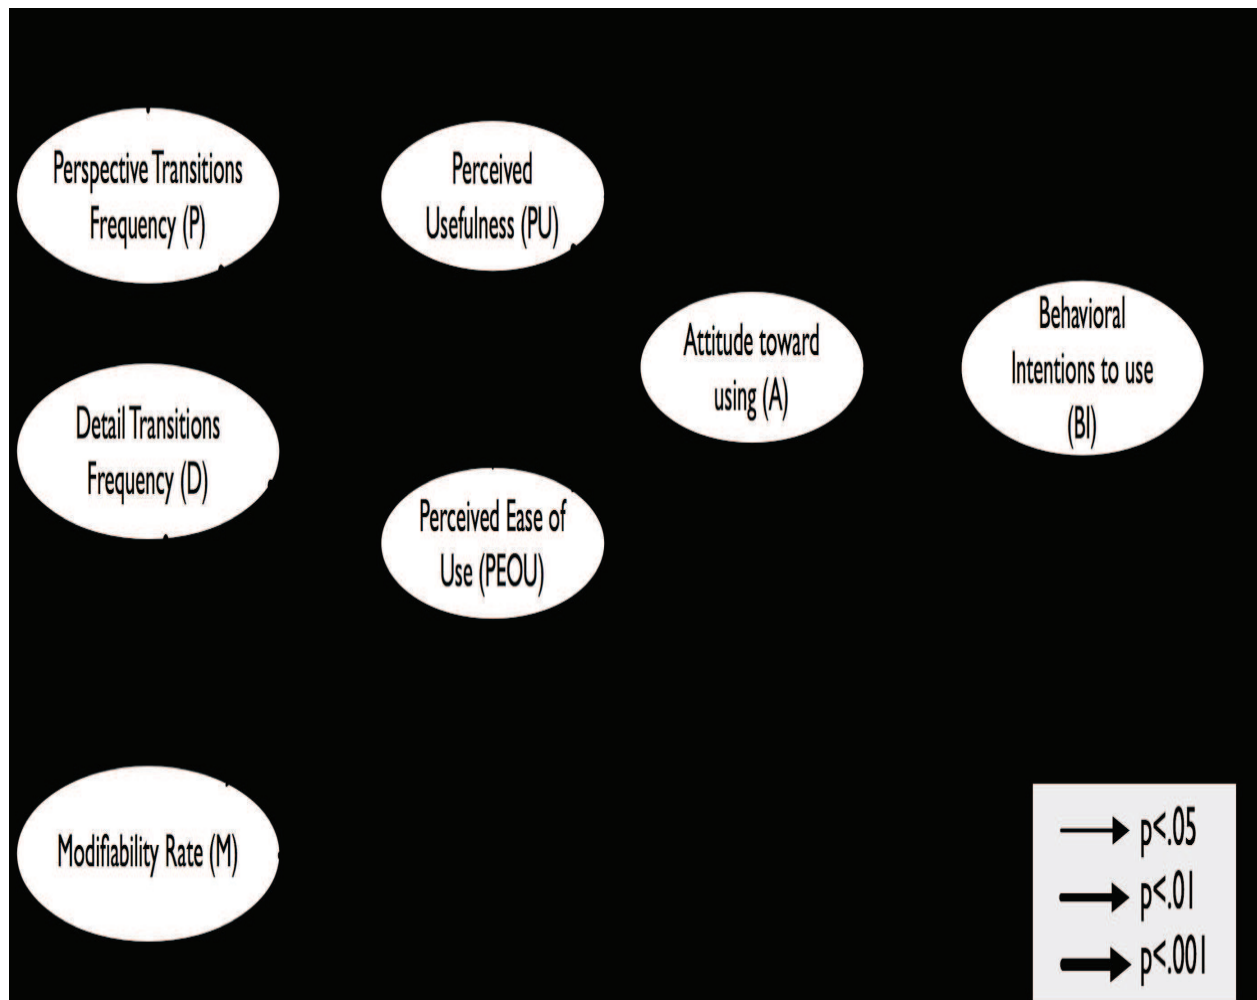 Perspective Transitions
Frequency (P)
Perceived
Usefulness (PU)
Detail Transitions
Frequency (D)
Attitude toward
using (A)
Behavioral
Intentions to use
(BI)
Perceived Ease of
Use (PEOU)
Modifiability Rate (M)
p<.05
p<.01
p<.001